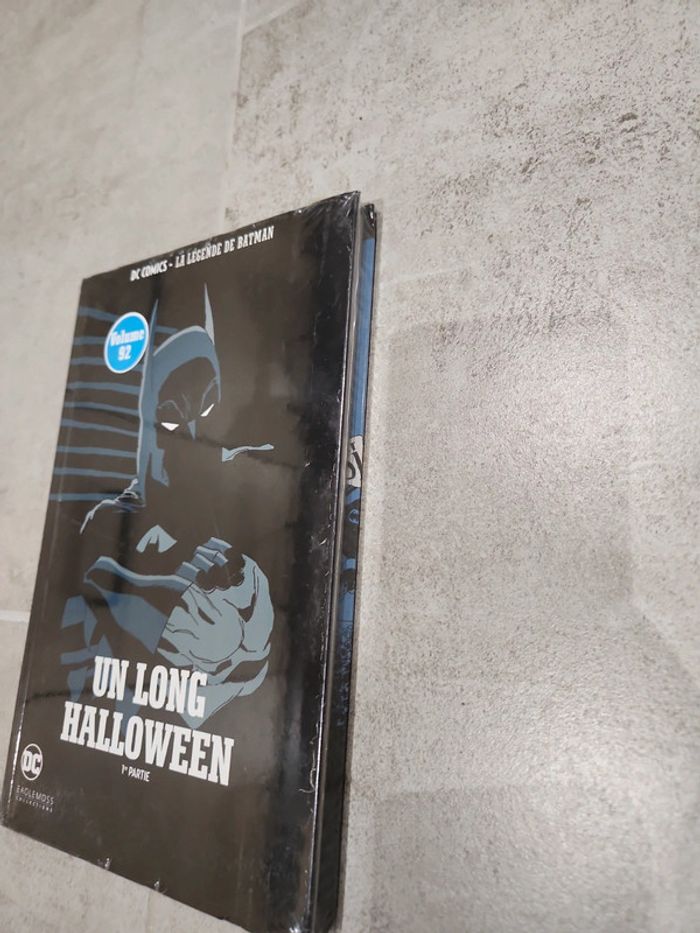 DC COMICS - LA LÉGENDE DE BATMAN
Volume
92
UN LONG
HALLOWEEN
1re PARTIE
DC
EAGLEMOSS
COLLECTIONS